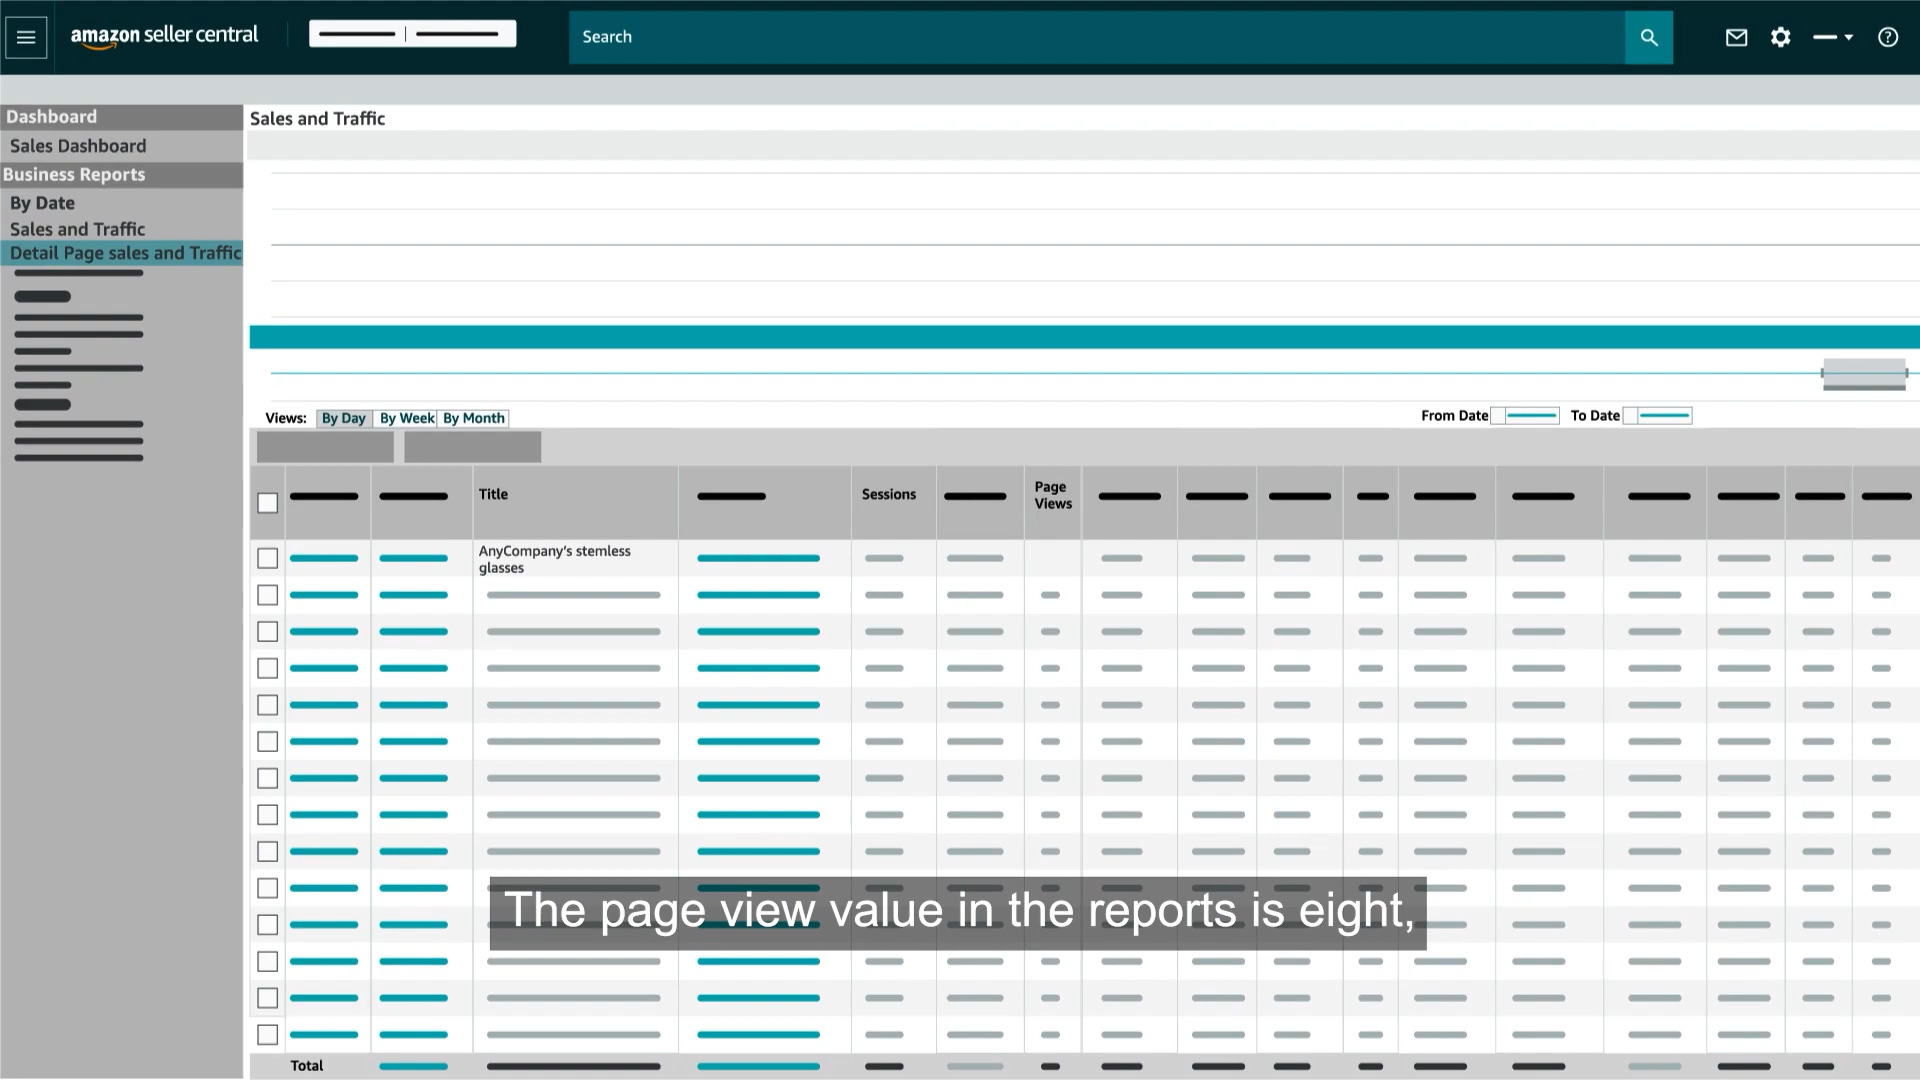 amazon seller central
Search
Dashboard
Sales Dashboard
Business Reports
By Date
Sales and Traffic
Detail Page sales and Traffic
Sales and Traffic
Views: By Day By Week By Month
From Date To Date
Title Sessions Page Views
AnyCompany's stemless
glasses
The page view value in the reports is eight,
Total